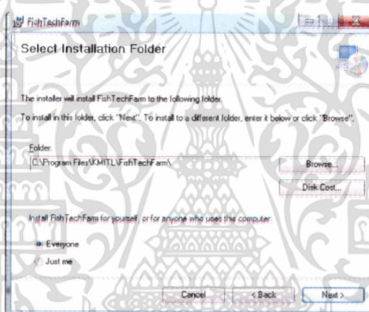 FishTechFarm
Select Installation Folder
The installer will install FishTechFarm to the following folder.
To install in this folder, click "Next". To install to a different folder, enter it below or click "Browse".
Folder:
C:\Program Files\KMITL\FishTechFarm\
Browse...
Disk Cost...
Install FishTechFarm for yourself, or for anyone who uses this computer:
Everyone
Just me
Cancel
< Back
Next >